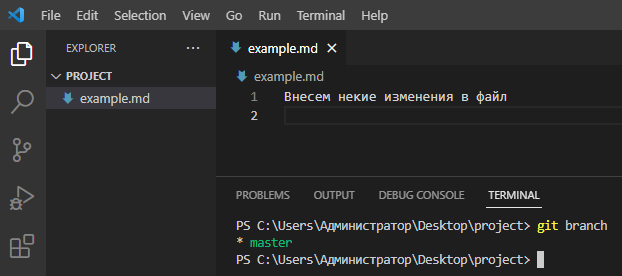 File Edit Selection View Go Run Terminal Help
EXPLORER
PROJECT
example.md
example.md
example.md
1 Внесем некие изменения в файл
2
PROBLEMS OUTPUT DEBUG CONSOLE TERMINAL
PS C:\Users\Администратор\Desktop\project> git branch
* master
PS C:\Users\Администратор\Desktop\project>